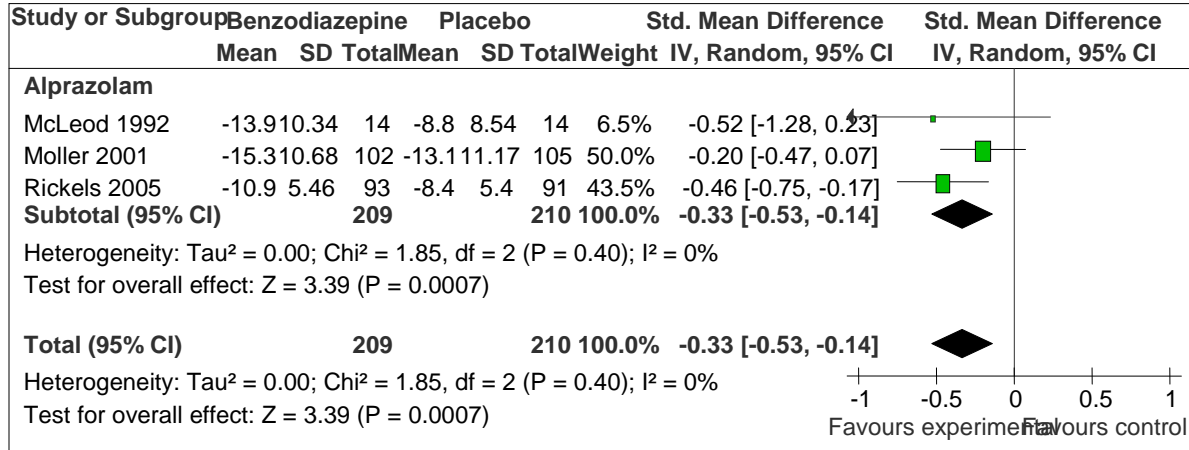 Study or Subgroup Benzodiazepine Placebo Std. Mean Difference Std. Mean Difference
Mean SD Total Mean SD Total Weight IV, Random, 95% CI IV, Random, 95% CI
Alprazolam
McLeod 1992 -13.9 10.34 14 -8.8 8.54 14 6.5% -0.52 [-1.28, 0.23]
Moller 2001 -15.3 10.68 102 -13.1 11.17 105 50.0% -0.20 [-0.47, 0.07]
Rickels 2005 -10.9 5.46 93 -8.4 5.4 91 43.5% -0.46 [-0.75, -0.17]
Subtotal (95% CI) 209 210 100.0% -0.33 [-0.53, -0.14]
Heterogeneity: Tau² = 0.00; Chi² = 1.85, df = 2 (P = 0.40); I² = 0%
Test for overall effect: Z = 3.39 (P = 0.0007)
Total (95% CI) 209 210 100.0% -0.33 [-0.53, -0.14]
Heterogeneity: Tau² = 0.00; Chi² = 1.85, df = 2 (P = 0.40); I² = 0%
Test for overall effect: Z = 3.39 (P = 0.0007)
-1 -0.5 0 0.5 1
Favours experimental Favours control